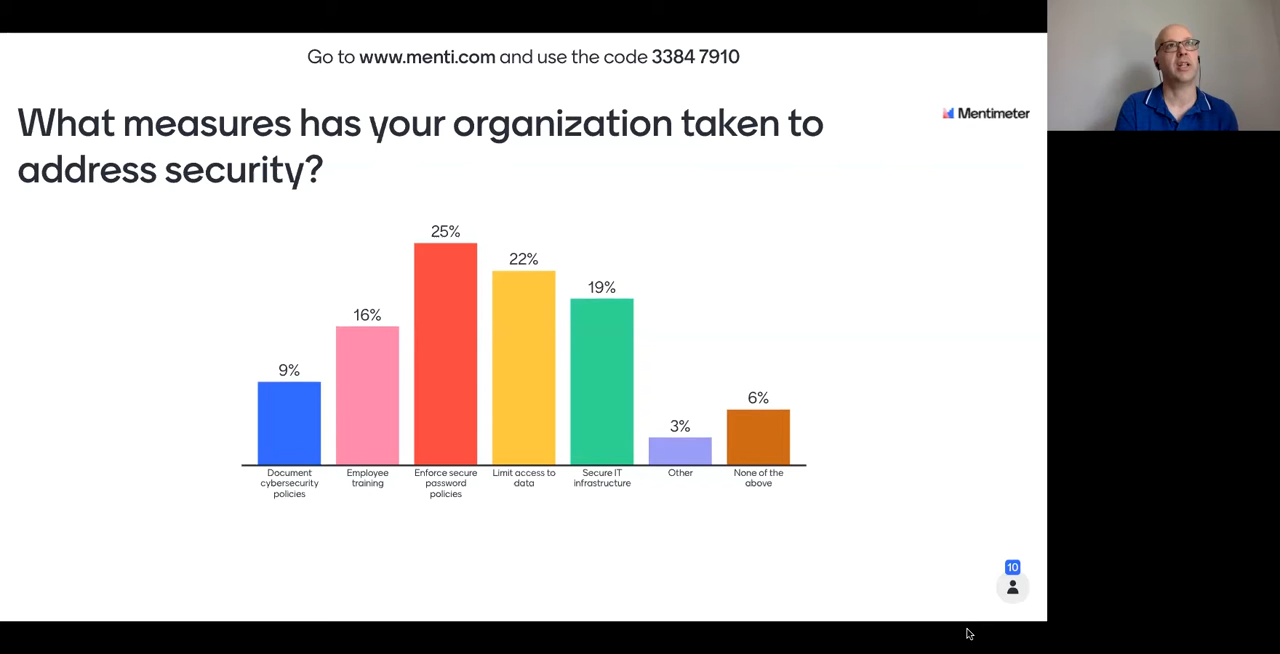 Go to www.menti.com and use the code 3384 7910
Mentimeter
What measures has your organization taken to
address security?
25%
22%
19%
16%
9%
6%
3%
Document
cybersecurity
policies
Employee
training
Enforce secure
password
policies
Limit access to
data
Secure IT
infrastructure
Other
None of the
above
10